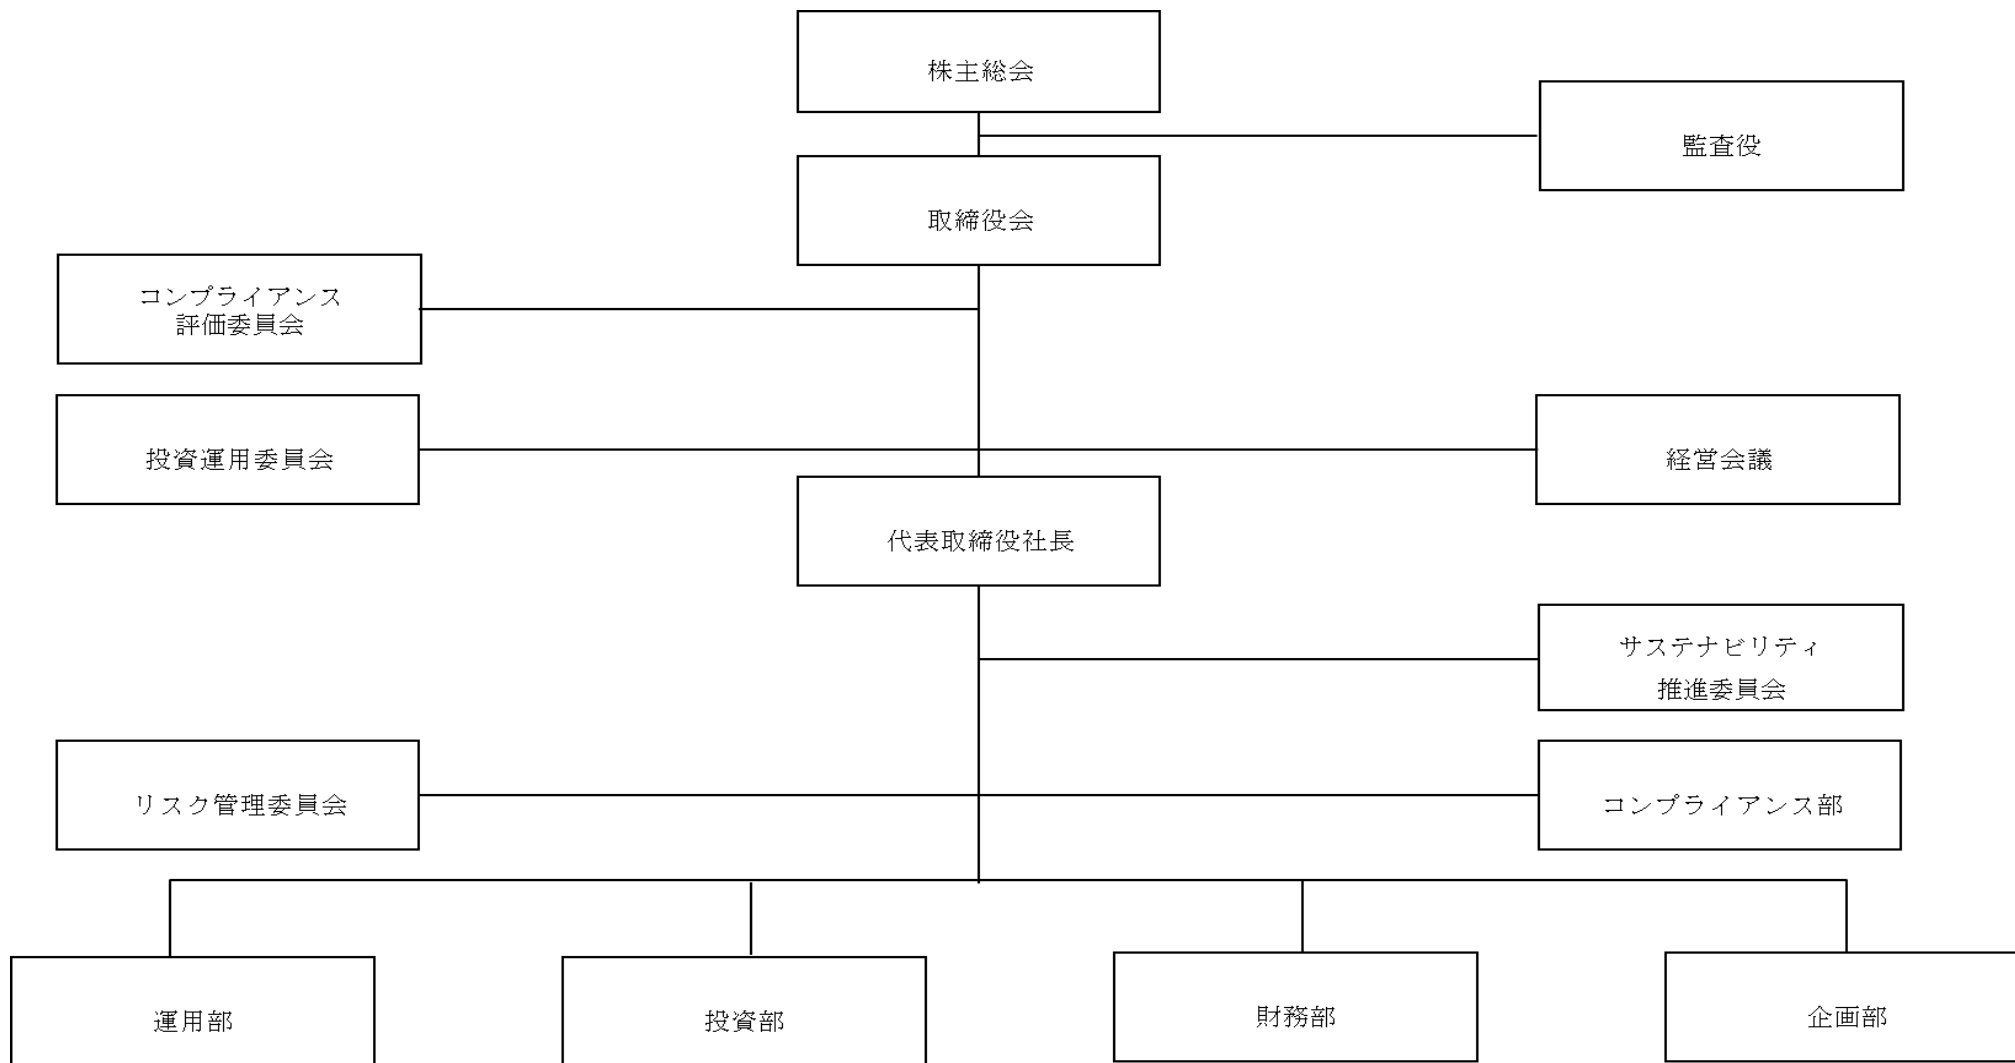 株主総会
監査役
取締役会
コンプライアンス
評価委員会
投資運用委員会
経営会議
代表取締役社長
サステナビリティ
推進委員会
リスク管理委員会
コンプライアンス部
運用部
投資部
財務部
企画部